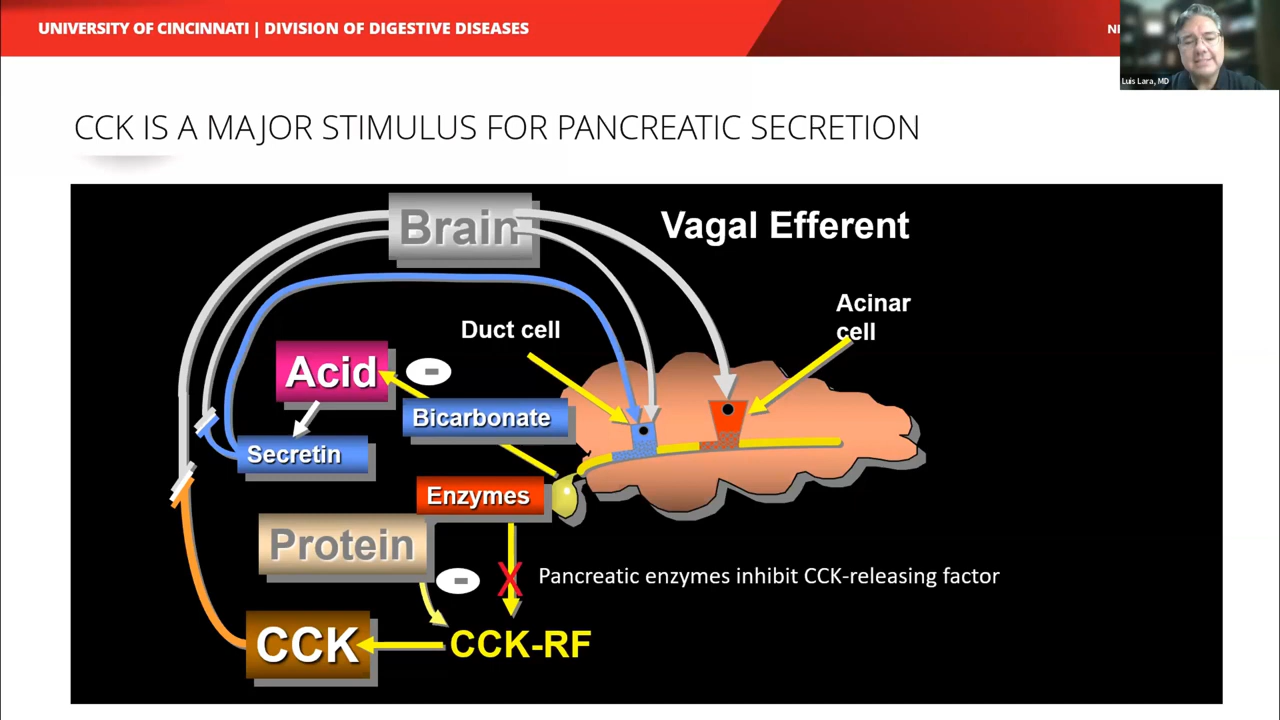 UNIVERSITY OF CINCINNATI | DIVISION OF DIGESTIVE DISEASES
Luis Lara, MD
CCK IS A MAJOR STIMULUS FOR PANCREATIC SECRETION
Brain
Vagal Efferent
Acinar
cell
Duct cell
Acid
-
Bicarbonate
Secretin
Enzymes
Protein
-
X
Pancreatic enzymes inhibit CCK-releasing factor
CCK
CCK-RF